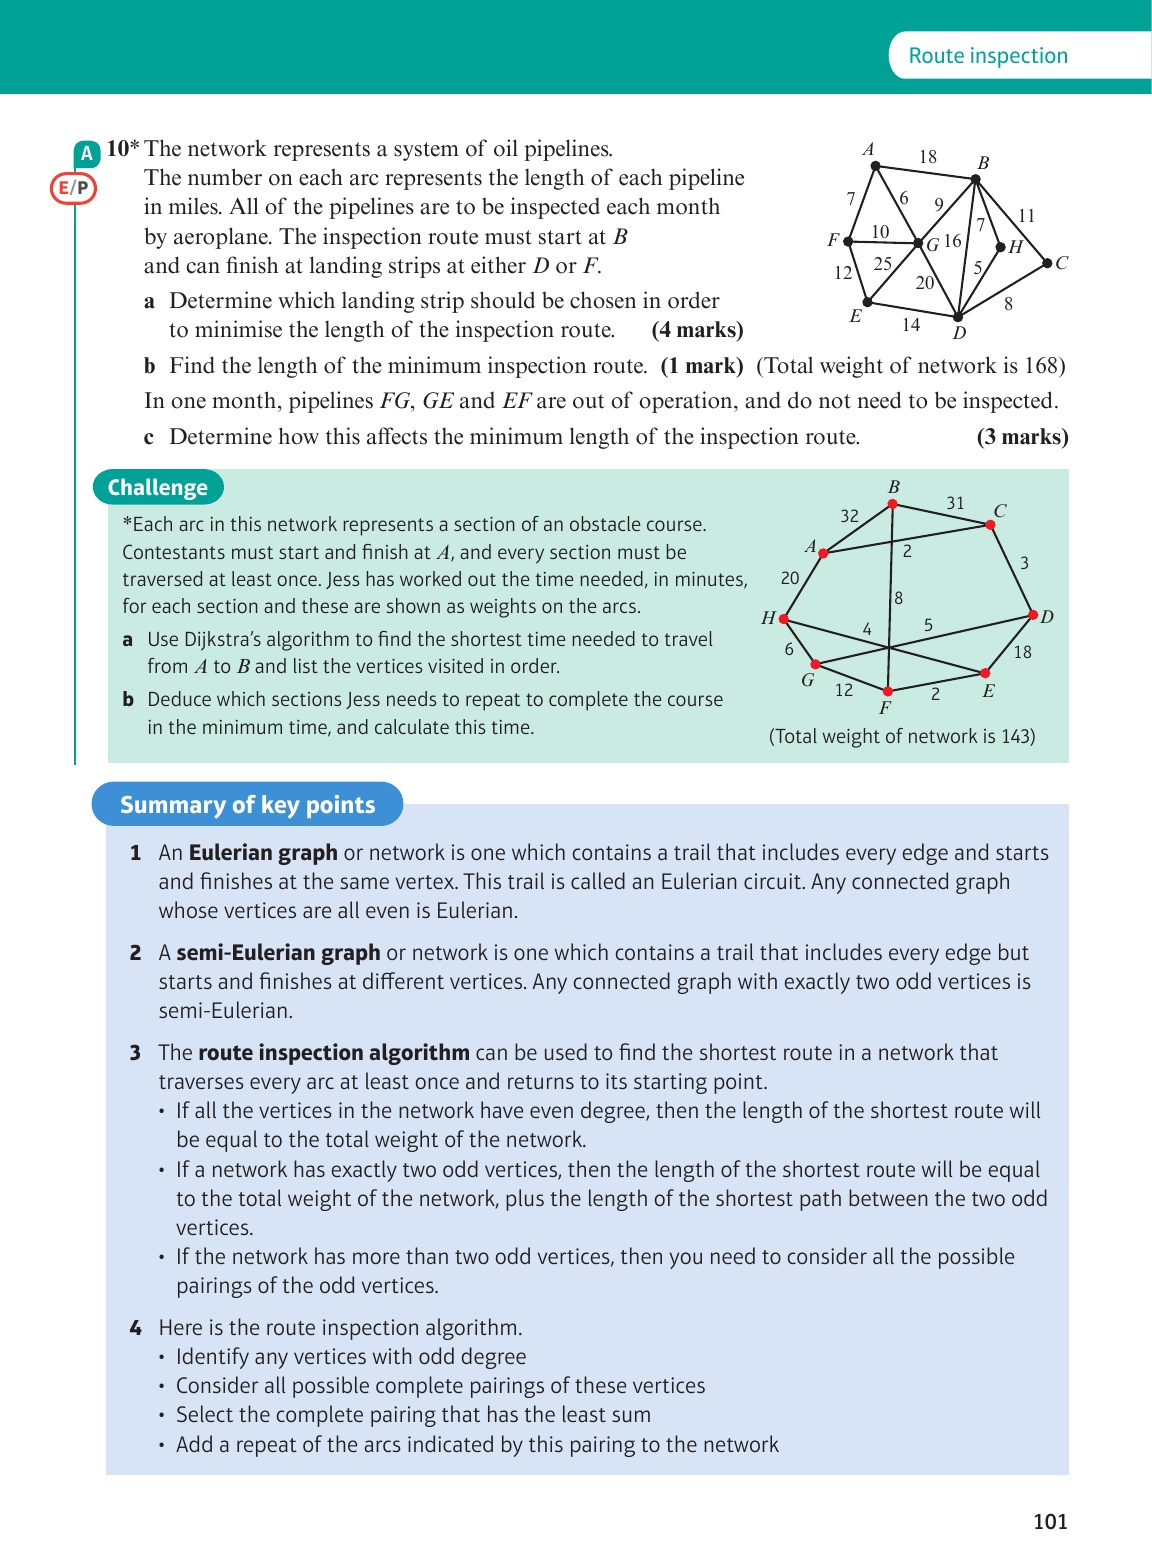 Route inspection
A
E/P
10* The network represents a system of oil pipelines.
The number on each arc represents the length of each pipeline
in miles. All of the pipelines are to be inspected each month
by aeroplane. The inspection route must start at B
and can finish at landing strips at either D or F.
a Determine which landing strip should be chosen in order
to minimise the length of the inspection route. (4 marks)
A
18
B
7
6
9
7
11
F
10
G
16
H
C
12
25
20
5
8
E
14
D
b Find the length of the minimum inspection route. (1 mark) (Total weight of network is 168)
In one month, pipelines FG, GE and EF are out of operation, and do not need to be inspected.
c Determine how this affects the minimum length of the inspection route. (3 marks)
Challenge
*Each arc in this network represents a section of an obstacle course.
Contestants must start and finish at A, and every section must be
traversed at least once. Jess has worked out the time needed, in minutes,
for each section and these are shown as weights on the arcs.
a Use Dijkstra's algorithm to find the shortest time needed to travel
from A to B and list the vertices visited in order.
b Deduce which sections Jess needs to repeat to complete the course
in the minimum time, and calculate this time.
B
31
C
32
A
2
3
20
8
H
4
5
D
6
18
G
12
2
E
F
(Total weight of network is 143)
Summary of key points
1 An Eulerian graph or network is one which contains a trail that includes every edge and starts
and finishes at the same vertex. This trail is called an Eulerian circuit. Any connected graph
whose vertices are all even is Eulerian.
2 A semi-Eulerian graph or network is one which contains a trail that includes every edge but
starts and finishes at different vertices. Any connected graph with exactly two odd vertices is
semi-Eulerian.
3 The route inspection algorithm can be used to find the shortest route in a network that
traverses every arc at least once and returns to its starting point.
• If all the vertices in the network have even degree, then the length of the shortest route will
be equal to the total weight of the network.
• If a network has exactly two odd vertices, then the length of the shortest route will be equal
to the total weight of the network, plus the length of the shortest path between the two odd
vertices.
• If the network has more than two odd vertices, then you need to consider all the possible
pairings of the odd vertices.
4 Here is the route inspection algorithm.
• Identify any vertices with odd degree
• Consider all possible complete pairings of these vertices
• Select the complete pairing that has the least sum
• Add a repeat of the arcs indicated by this pairing to the network
101